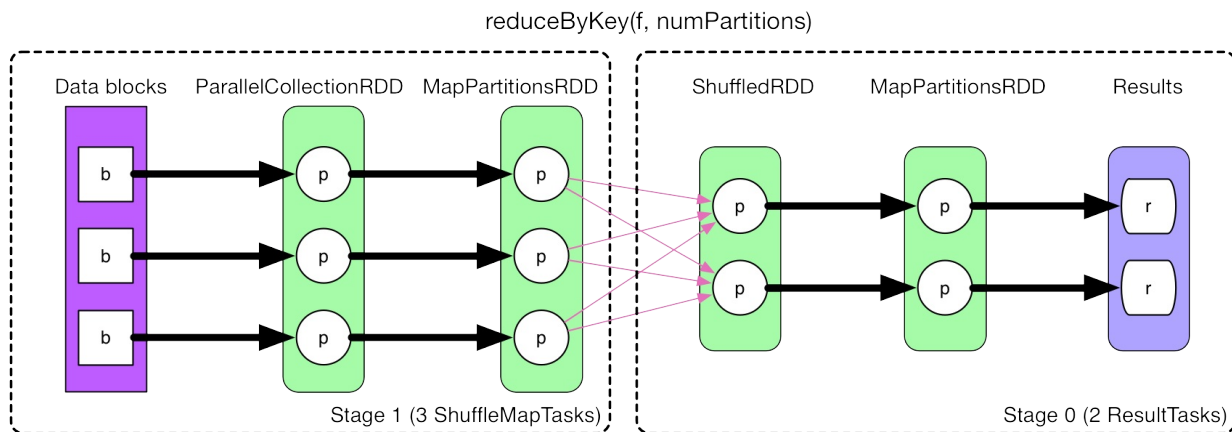 reduceByKey(f, numPartitions)
Data blocks ParallelCollectionRDD MapPartitionsRDD
b p p
b p p
b p p
Stage 1 (3 ShuffleMapTasks)
ShuffledRDD MapPartitionsRDD Results
p p r
p p r
Stage 0 (2 ResultTasks)